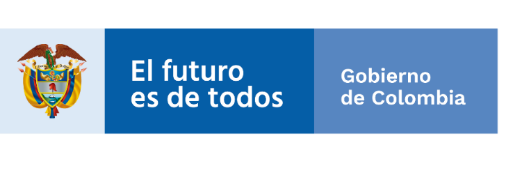 El futuro
es de todos
Gobierno
de Colombia